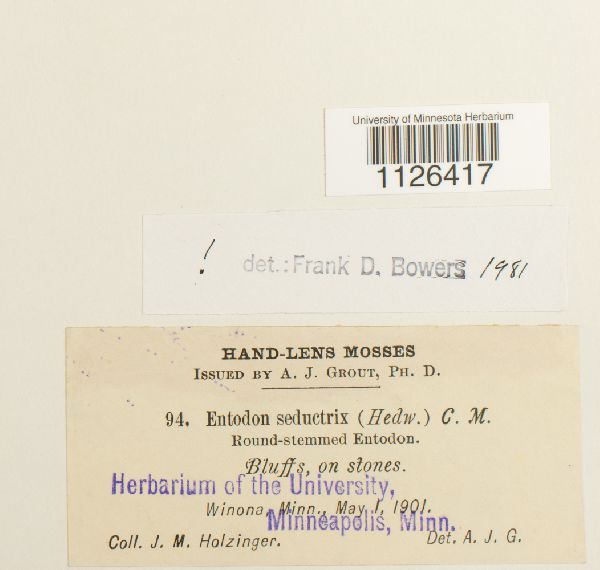 University of Minnesota Herbarium
1126417
! det.: Frank D. Bowers 1981
HAND-LENS MOSSES
ISSUED BY A. J. GROUT, PH. D.
94. Entodon seductrix (Hedw.) C. M.
Round-stemmed Entodon.
Bluffs, on stones.
Herbarium of the University,
Winona, Minn., May 1, 1901.
Minneapolis, Minn.
Coll. J. M. Holzinger. Det. A. J. G.